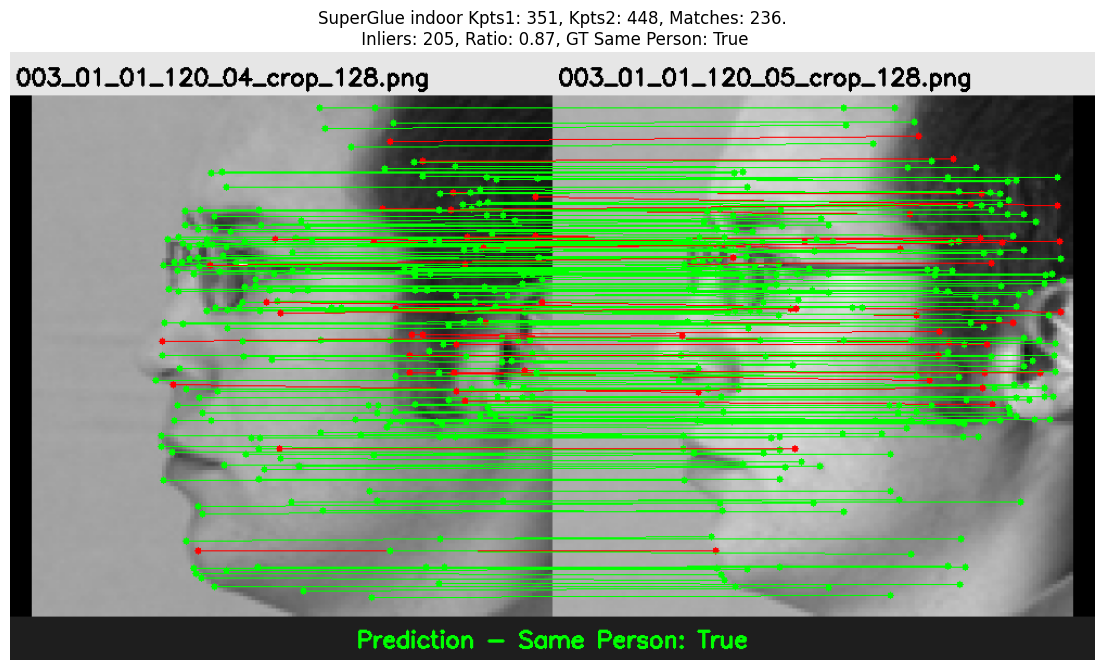 SuperGlue indoor Kpts1: 351, Kpts2: 448, Matches: 236.
Inliers: 205, Ratio: 0.87, GT Same Person: True
003_01_01_120_04_crop_128.png
003_01_01_120_05_crop_128.png
Prediction - Same Person: True